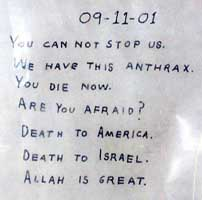 09-11-01
YOU CAN NOT STOP US.
WE HAVE THIS ANTHRAX.
YOU DIE NOW.
ARE YOU AFRAID?
DEATH TO AMERICA.
DEATH TO ISRAEL.
ALLAH IS GREAT.